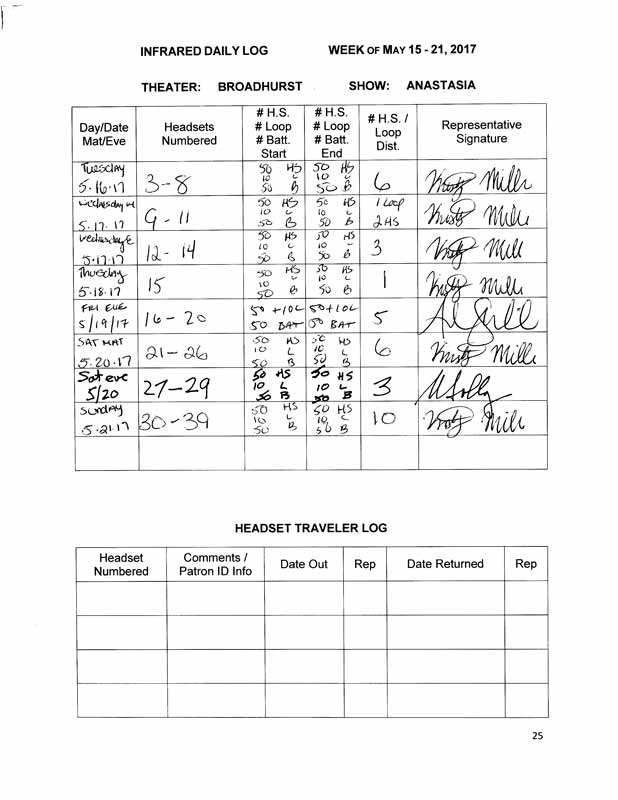 INFRARED DAILY LOG WEEK OF MAY 15 - 21, 2017
THEATER: BROADHURST SHOW: ANASTASIA
Day/Date Mat/Eve Headsets Numbered # H.S. # Loop # Batt. Start # H.S. # Loop # Batt. End # H.S. / Loop Dist. Representative Signature
Tuesday 50 HS 50 HS
10 L 10 L
5.16.17 3-8 50 B 50 B 6 Kristy Miller
Wednesday M 50 HS 50 HS 1 Loop
10 L 10 L
5.17.17 9-11 50 B 50 B 2 HS Kristy Miller
Wednesday E 50 HS 50 HS
10 L 10 L
5.17.17 12-14 50 B 50 B 3 Kristy Miller
Thursday 50 HS 50 HS
10 L 10 L
5.18.17 15 50 B 50 B 1 Kristy Miller
FRI EVE 50 +10L 50+10L
5/19/17 16-20 50 BAT 50 BAT 5
SAT MAT 50 HS 50 HS
10 L 10 L
5.20.17 21-26 50 B 50 B 6 Kristy Miller
Sat eve 50 HS 50 HS
10 L 10 L
5/20 27-29 50 B 50 B 3
Sunday 50 HS 50 HS
10 L 10 L
5.21.17 30-39 50 B 50 B 10 Kristy Miller
HEADSET TRAVELER LOG
Headset Numbered Comments / Patron ID Info Date Out Rep Date Returned Rep
25